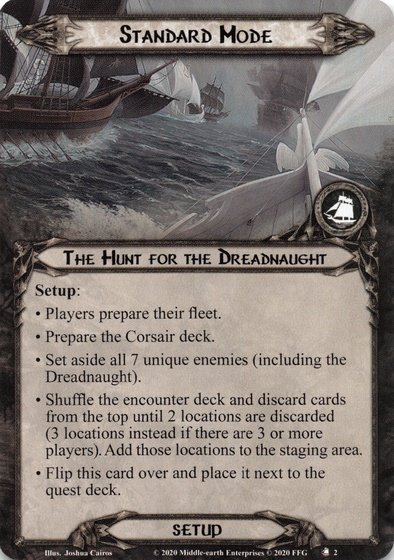 STANDARD MODE
THE HUNT FOR THE DREADNAUGHT
Setup:
• Players prepare their fleet.
• Prepare the Corsair deck.
• Set aside all 7 unique enemies (including the
Dreadnaught).
• Shuffle the encounter deck and discard cards
from the top until 2 locations are discarded
(3 locations instead if there are 3 or more
players). Add those locations to the staging area.
• Flip this card over and place it next to the
quest deck.
SETUP
Illus. Joshua Cairos © 2020 Middle-earth Enterprises © 2020 FFG 2